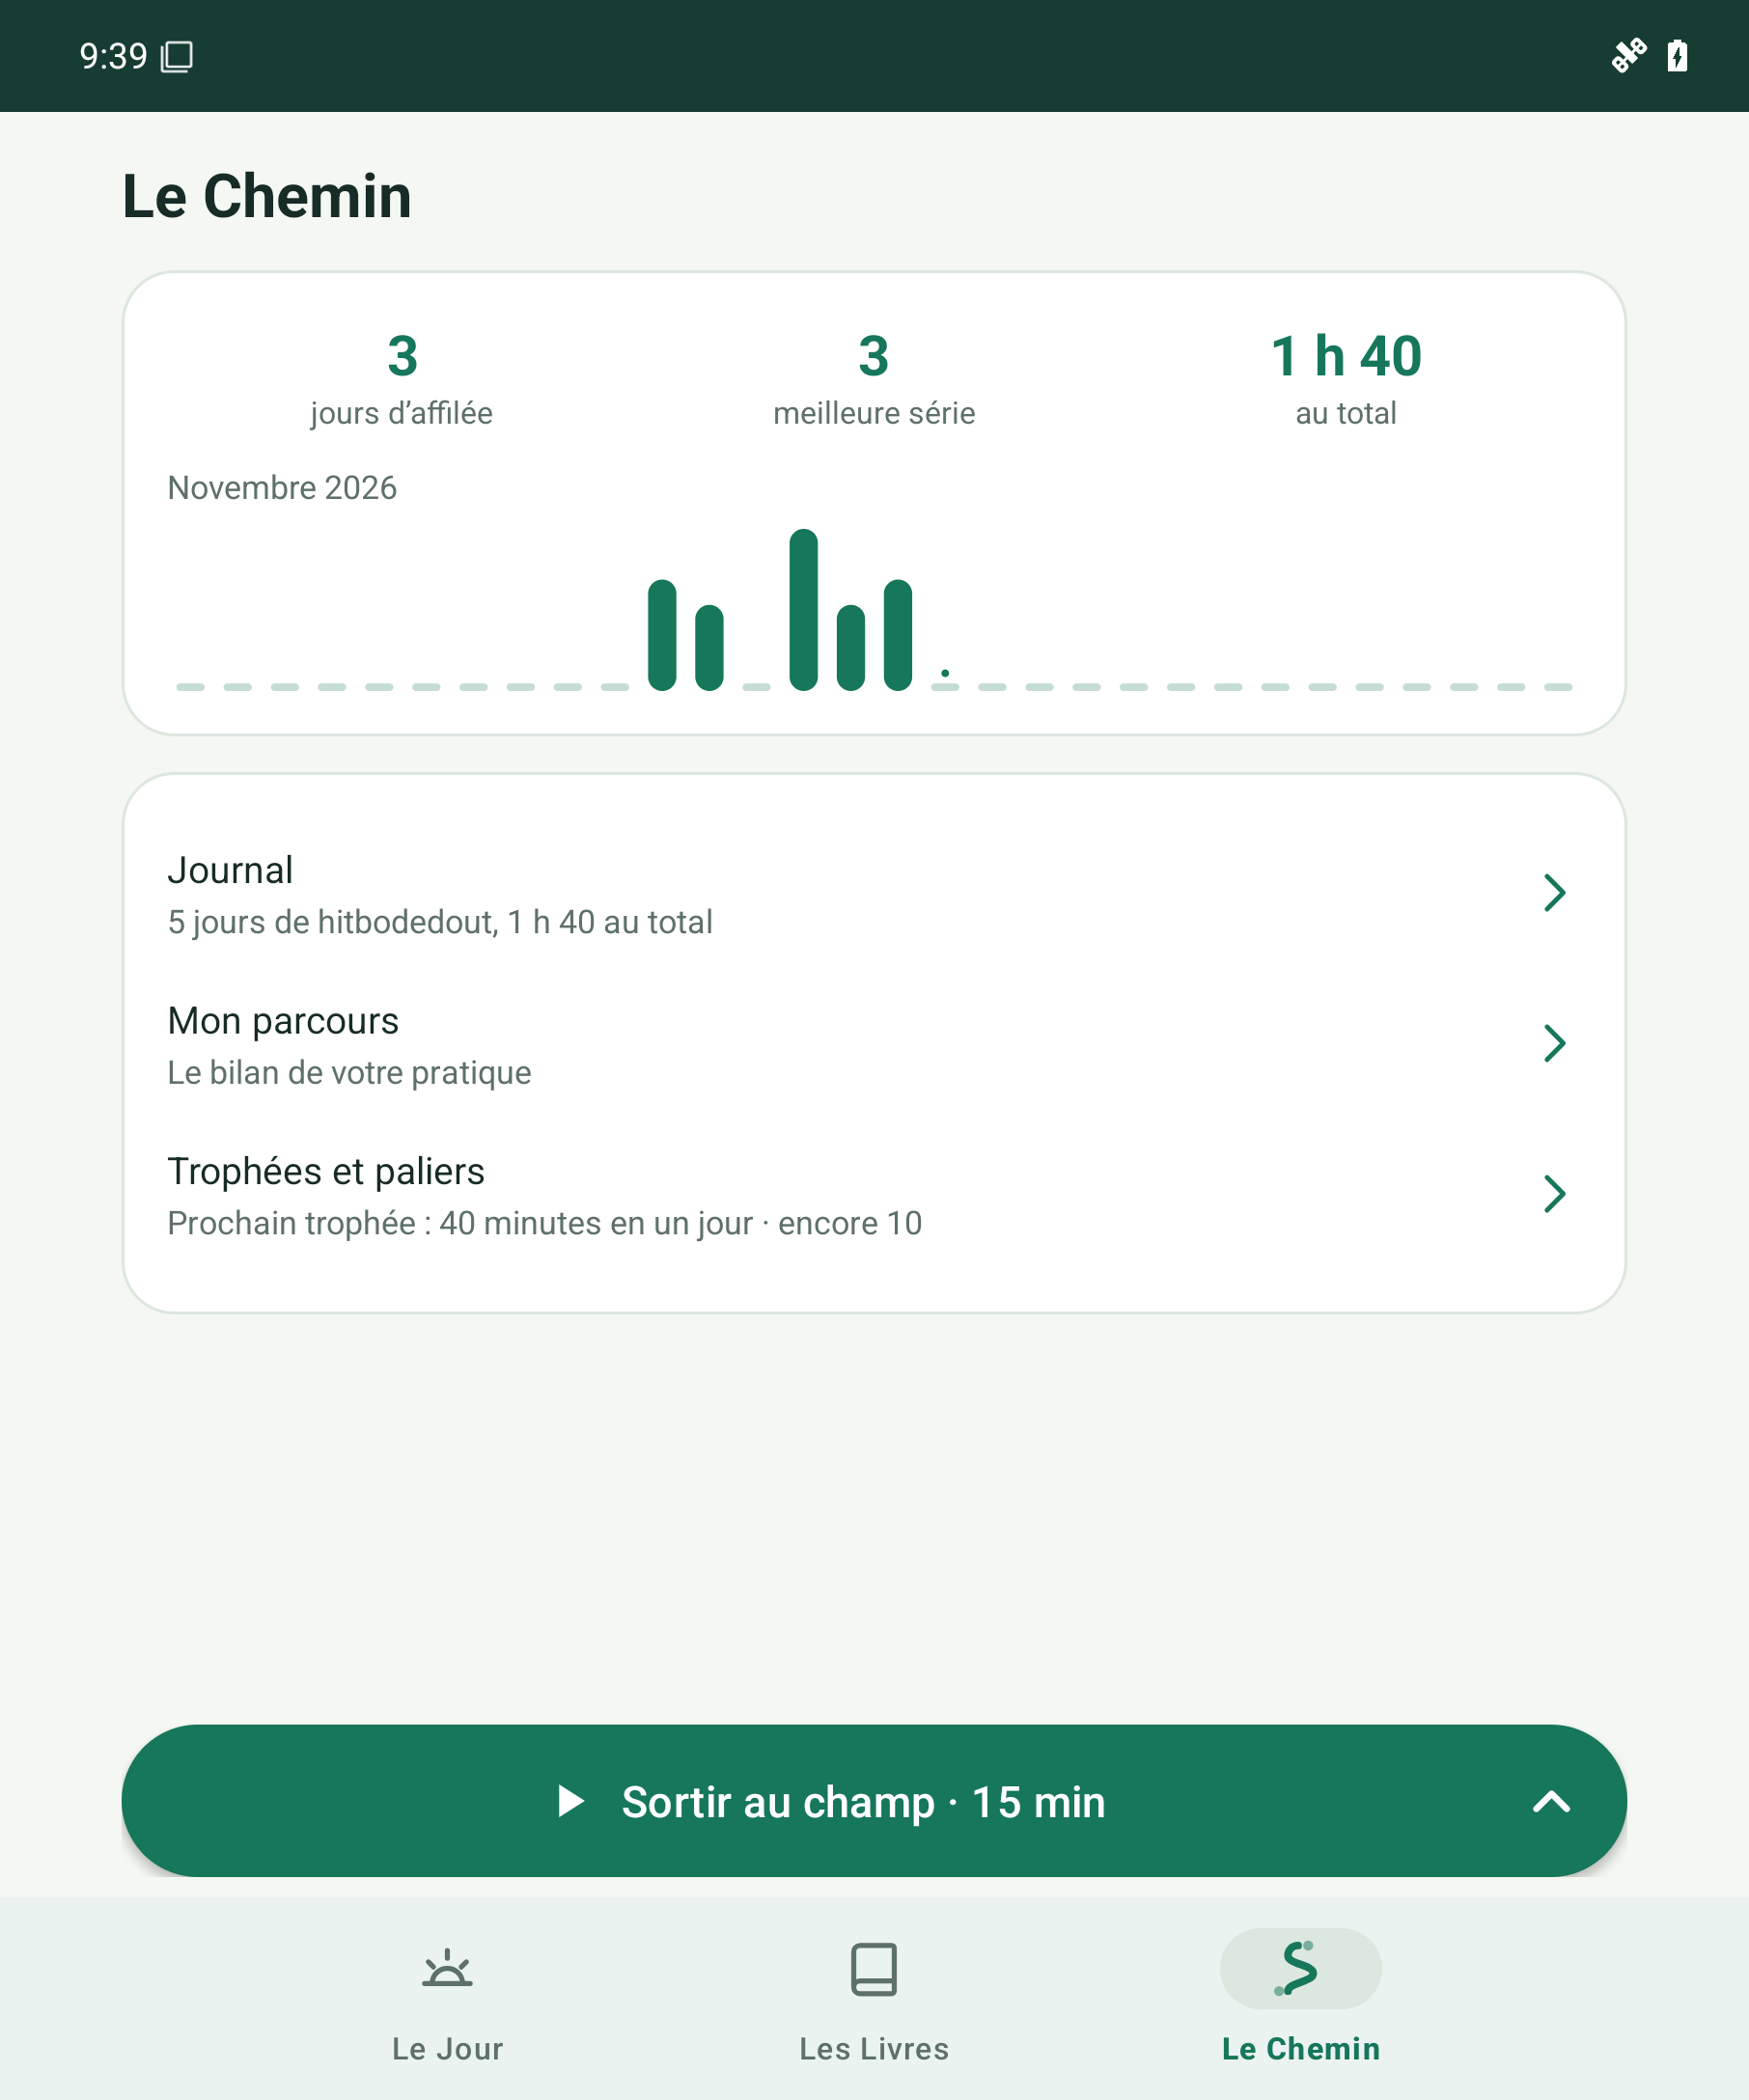 9:39
Le Chemin
3
jours d’affilée
3
meilleure série
1 h 40
au total
Novembre 2026
Journal
5 jours de hitbodedout, 1 h 40 au total
Mon parcours
Le bilan de votre pratique
Trophées et paliers
Prochain trophée : 40 minutes en un jour · encore 10
Sortir au champ · 15 min
Le Jour
Les Livres
Le Chemin